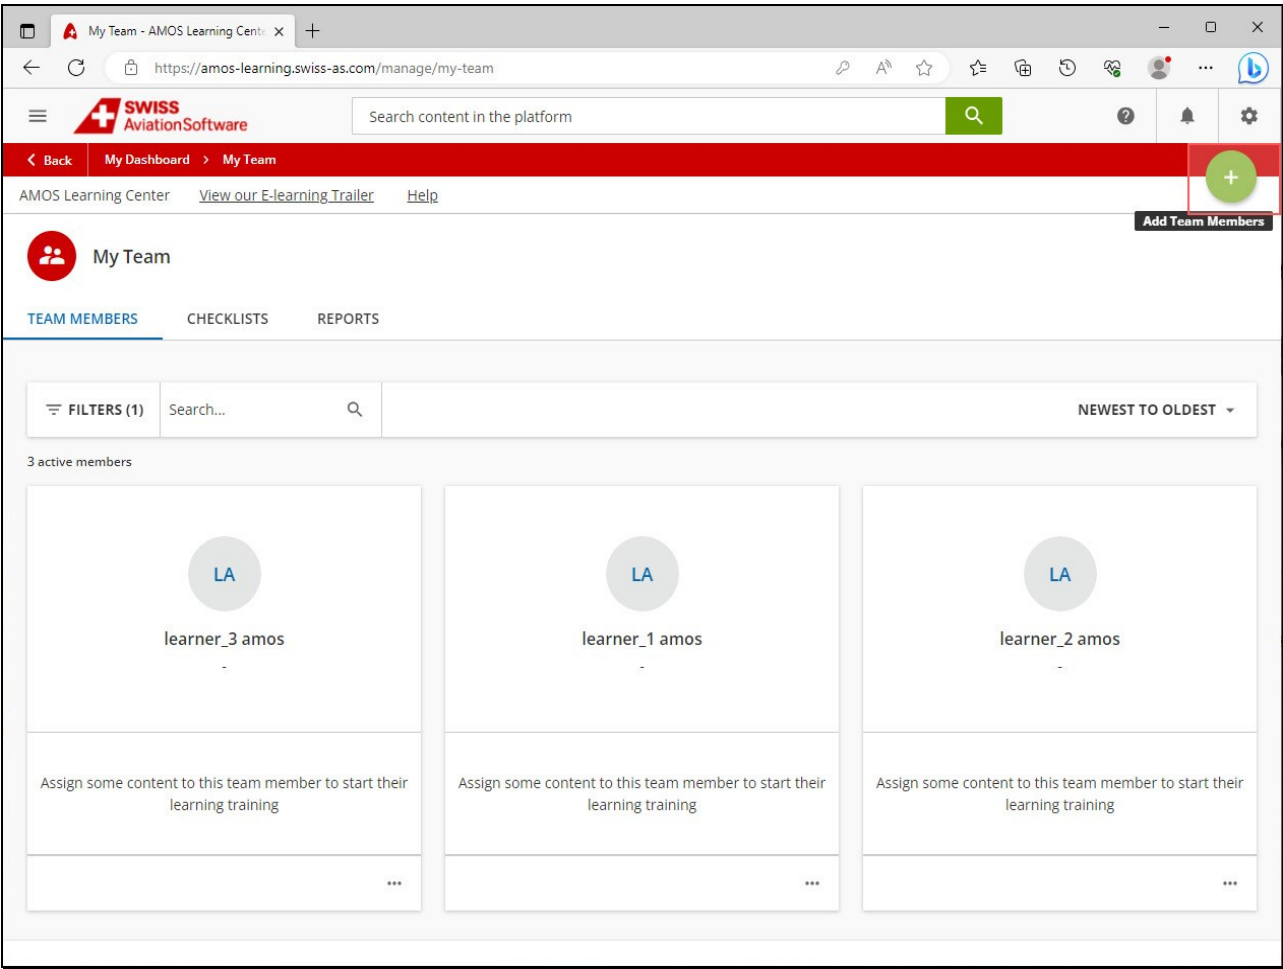 My Team - AMOS Learning Cent
https://amos-learning.swiss-as.com/manage/my-team
SWISS
AviationSoftware
Search content in the platform
Back
My Dashboard > My Team
AMOS Learning Center
View our E-learning Trailer
Help
+
Add Team Members
My Team
TEAM MEMBERS
CHECKLISTS
REPORTS
FILTERS (1)
Search...
NEWEST TO OLDEST
3 active members
LA
learner_3 amos
-
Assign some content to this team member to start their
learning training
LA
learner_1 amos
-
Assign some content to this team member to start their
learning training
LA
learner_2 amos
-
Assign some content to this team member to start their
learning training